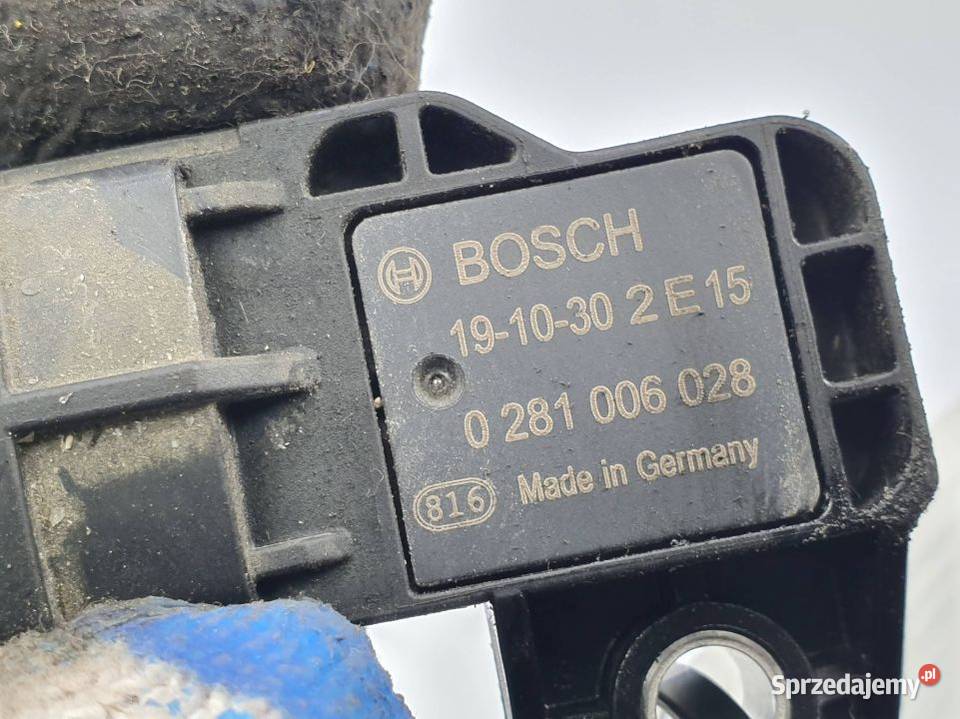 BOSCH
19-10-30 2 E 15
0 281 006 028
816 Made in Germany
Sprzedajemy.pl